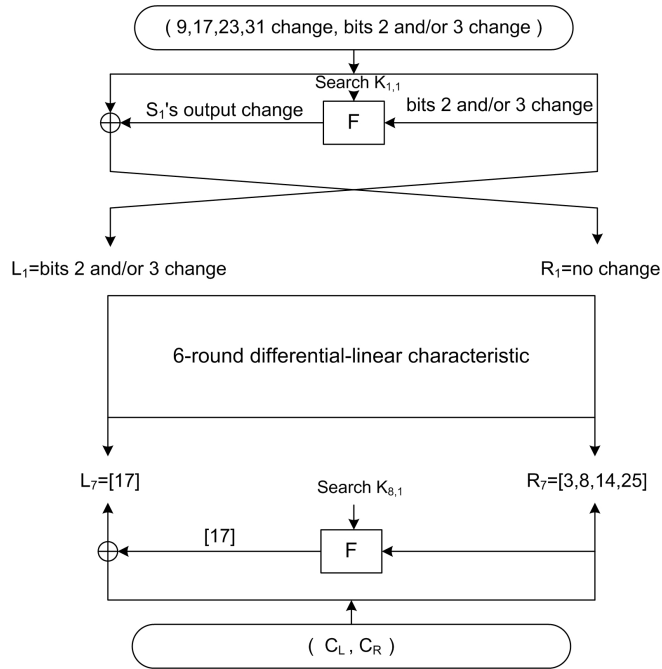 ( 9,17,23,31 change, bits 2 and/or 3 change )
Search K1,1
S1's output change
F
bits 2 and/or 3 change
L1=bits 2 and/or 3 change
R1=no change
6-round differential-linear characteristic
L7=[17]
R7=[3,8,14,25]
Search K8,1
[17]
F
( CL , CR )